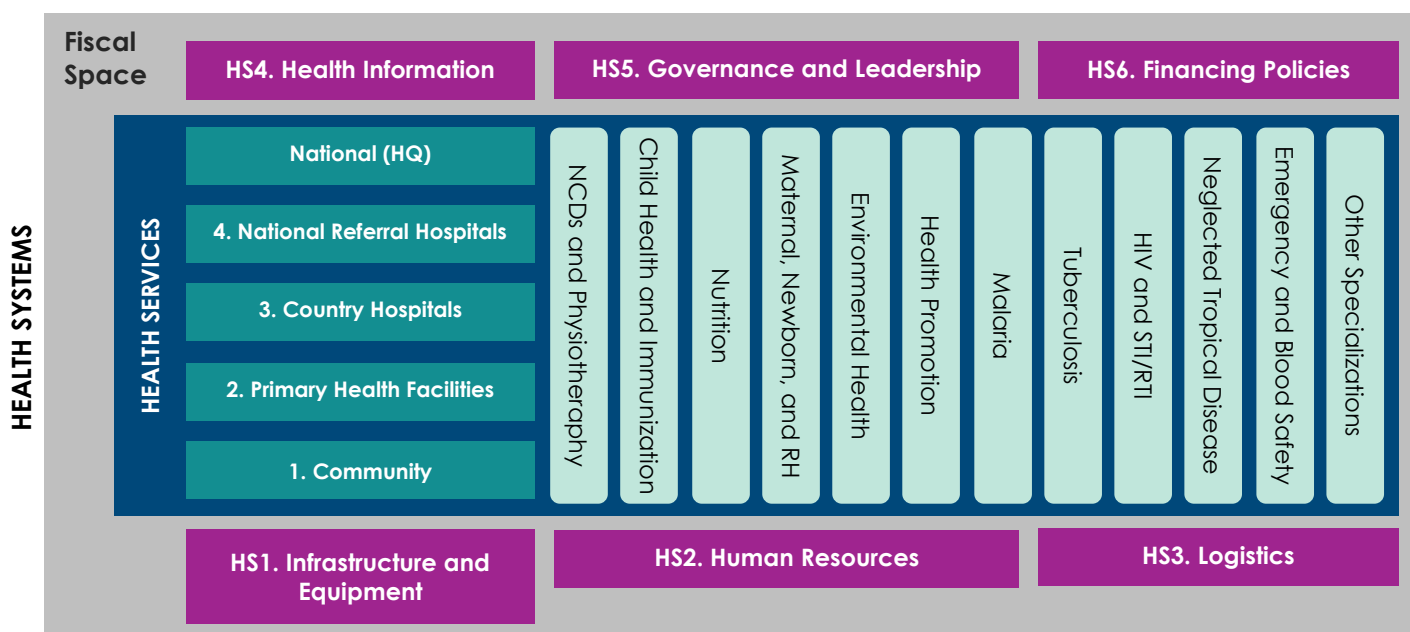 Fiscal
Space
HS4. Health Information
HS5. Governance and Leadership
HS6. Financing Policies
HEALTH SYSTEMS
HEALTH SERVICES
National (HQ)
4. National Referral Hospitals
3. Country Hospitals
2. Primary Health Facilities
1. Community
NCDs and Physiotheraphy
Child Health and Immunization
Nutrition
Maternal, Newborn, and RH
Environmental Health
Health Promotion
Malaria
Tuberculosis
HIV and STI/RTI
Neglected Tropical Disease
Emergency and Blood Safety
Other Specializations
HS1. Infrastructure and
Equipment
HS2. Human Resources
HS3. Logistics